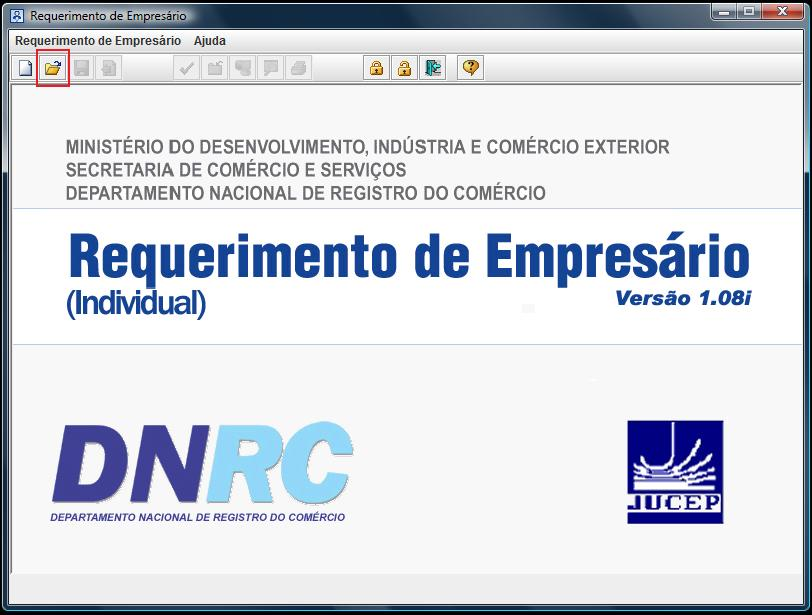 Requerimento de Empresário
Requerimento de Empresário Ajuda
MINISTÉRIO DO DESENVOLVIMENTO, INDÚSTRIA E COMÉRCIO EXTERIOR
SECRETARIA DE COMÉRCIO E SERVIÇOS
DEPARTAMENTO NACIONAL DE REGISTRO DO COMÉRCIO
Requerimento de Empresário
(Individual)
Versão 1.08i
DNRC
DEPARTAMENTO NACIONAL DE REGISTRO DO COMÉRCIO
JUCEP